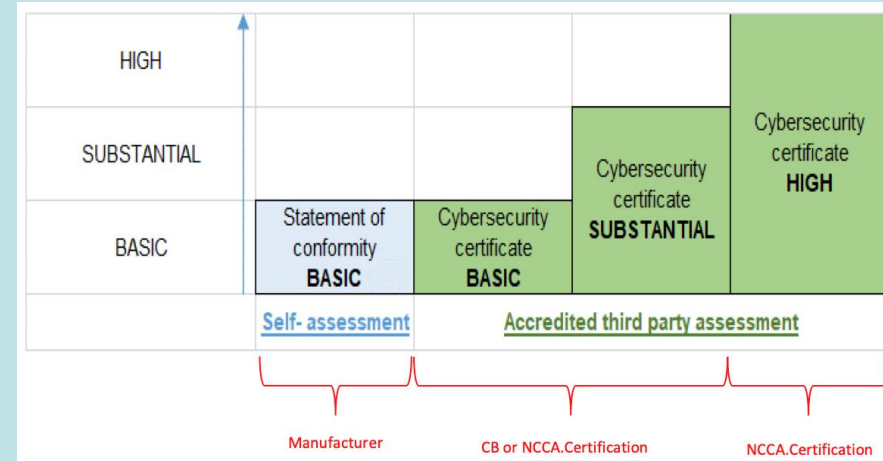 HIGH
SUBSTANTIAL
BASIC
Statement of
conformity
BASIC
Cybersecurity
certificate
BASIC
Cybersecurity
certificate
SUBSTANTIAL
Cybersecurity
certificate
HIGH
Self- assessment
Accredited third party assessment
Manufacturer
CB or NCCA.Certification
NCCA.Certification